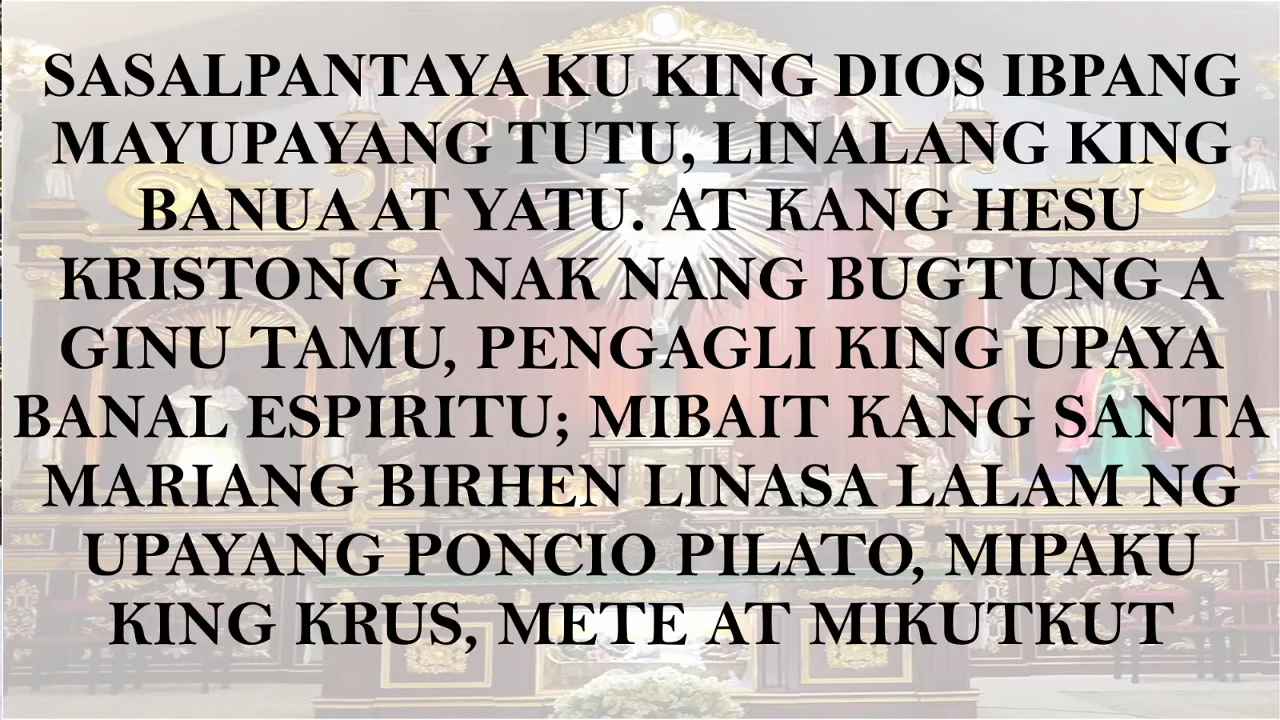 SASALPANTAYA KU KING DIOS IBPANG
MAYUPAYANG TUTU, LINALANG KING
BANUA AT YATU. AT KANG HESU
KRISTONG ANAK NANG BUGTUNG A
GINU TAMU, PENGAGLI KING UPAYA
BANAL ESPIRITU; MIBAIT KANG SANTA
MARIANG BIRHEN LINASA LALAM NG
UPAYANG PONCIO PILATO, MIPAKU
KING KRUS, METE AT MIKUTKUT